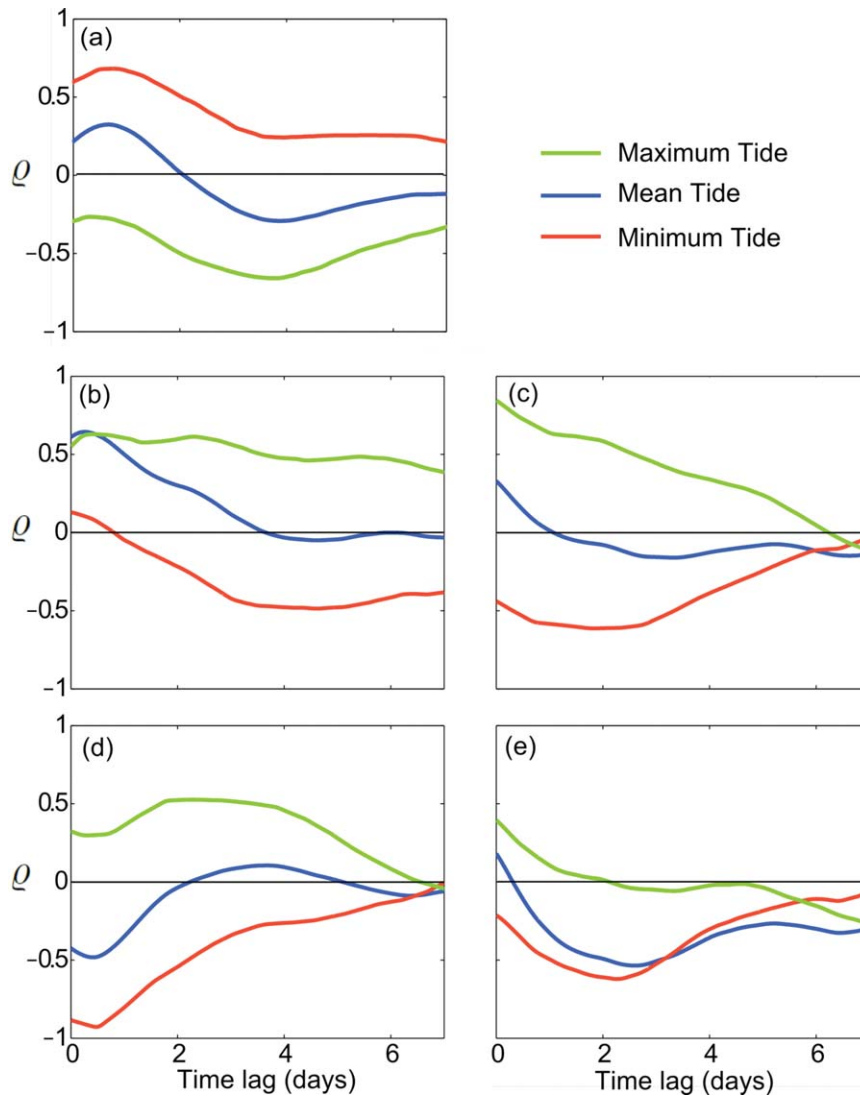 1
(a)
0.5
ϱ
0
−0.5
−1
Maximum Tide
Mean Tide
Minimum Tide
1
(b)
(c)
0.5
ϱ
0
−0.5
−1
1
(d)
(e)
0.5
ϱ
0
−0.5
−1
0 2 4 6
0 2 4 6
Time lag (days)
Time lag (days)